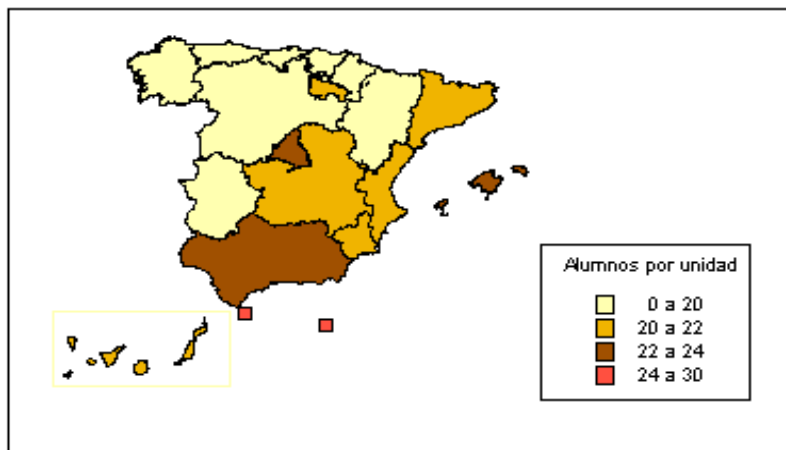 Alumnos por unidad
0 a 20
20 a 22
22 a 24
24 a 30